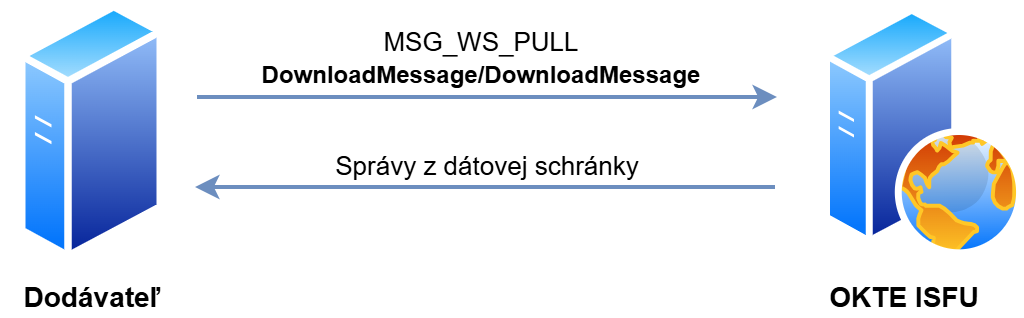 MSG_WS_PULL
DownloadMessage/DownloadMessage
Správy z dátovej schránky
Dodávateľ
OKTE ISFU